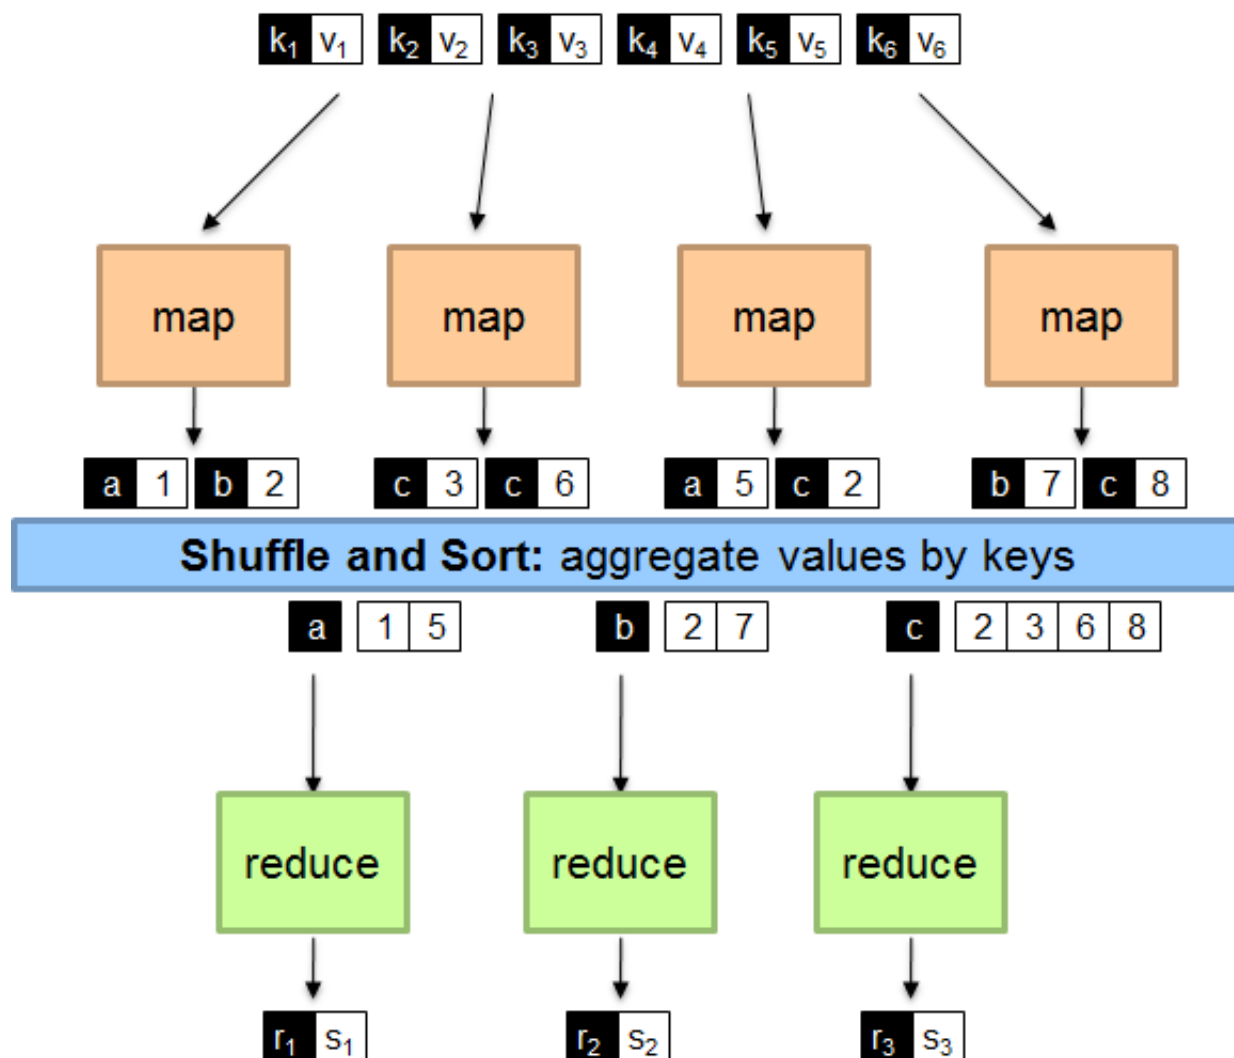 k₁ v₁ k₂ v₂ k₃ v₃ k₄ v₄ k₅ v₅ k₆ v₆
map map map map
a 1 b 2 c 3 c 6 a 5 c 2 b 7 c 8
Shuffle and Sort: aggregate values by keys
a 1 5 b 2 7 c 2 3 6 8
reduce reduce reduce
r₁ s₁ r₂ s₂ r₃ s₃